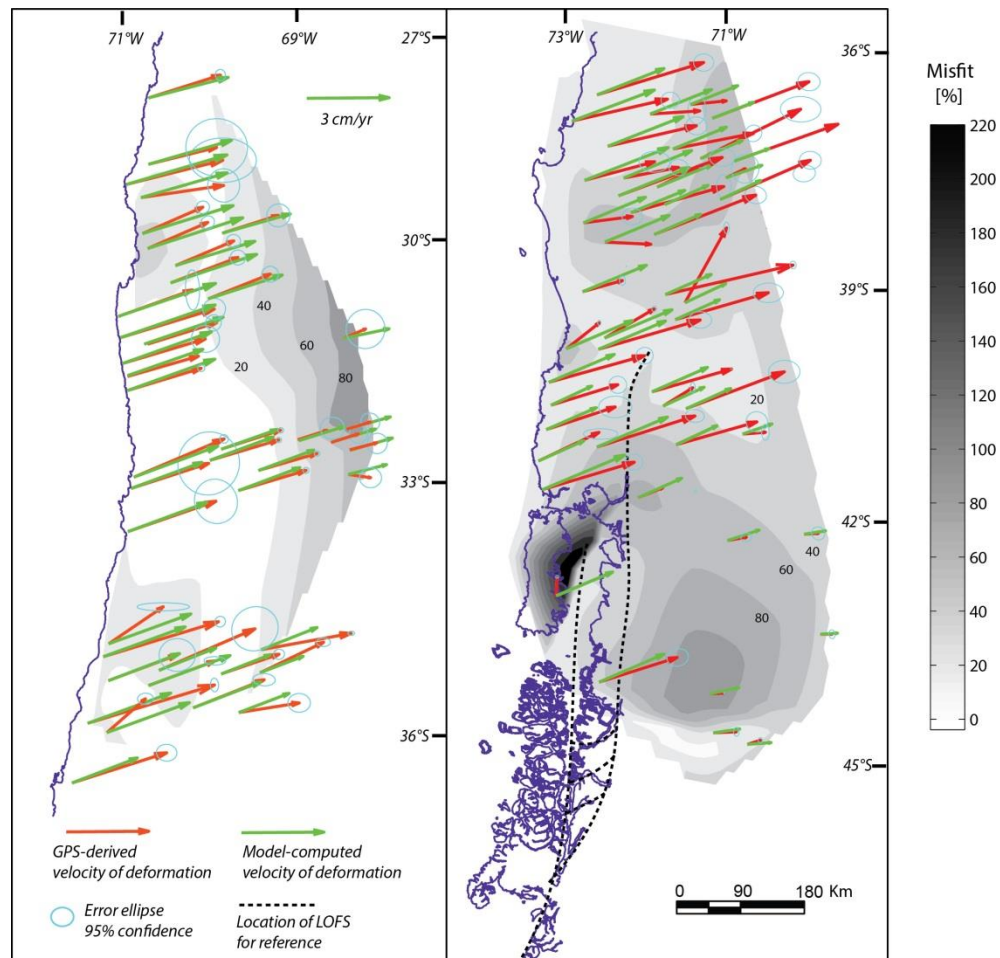 71°W
69°W
27°S
3 cm/yr
30°S
40
20
60
80
33°S
36°S
GPS-derived
velocity of deformation
Model-computed
velocity of deformation
Error ellipse
95% confidence
Location of LOFS
for reference
73°W
71°W
36°S
39°S
20
42°S
40
60
80
45°S
0 90 180 Km
Misfit
[%]
220
200
180
160
140
120
100
80
60
40
20
0